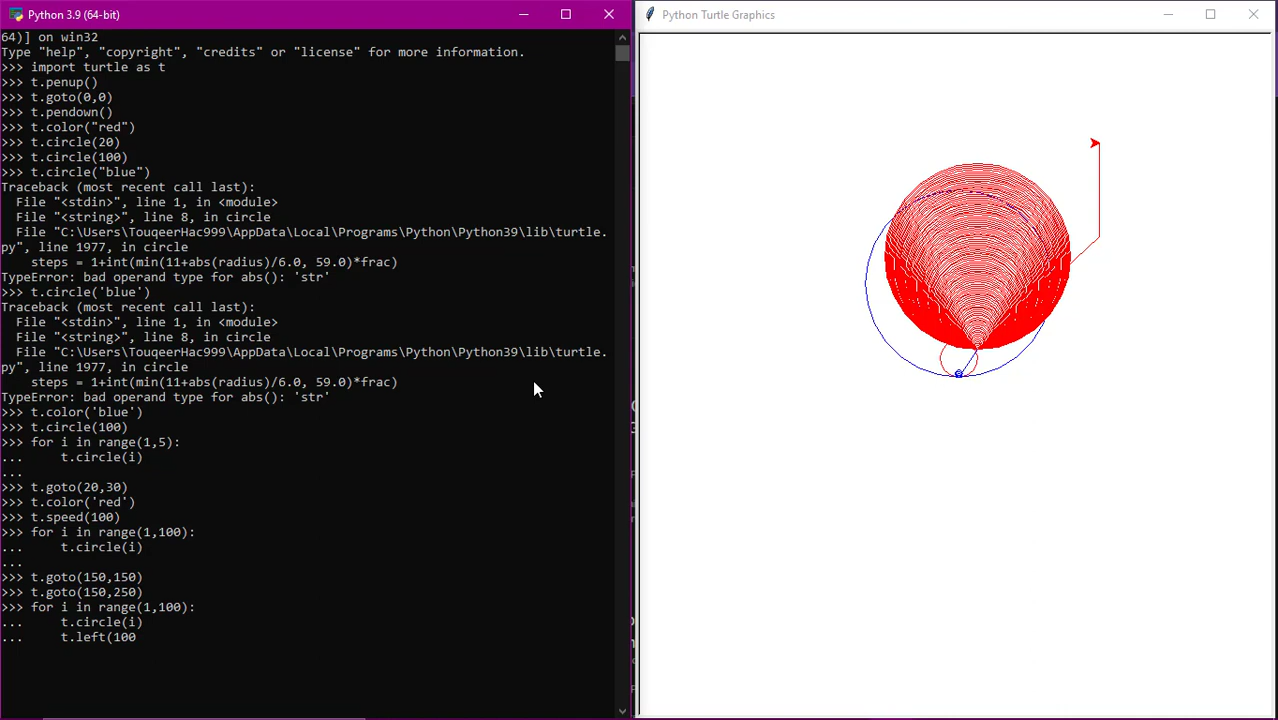 Python 3.9 (64-bit)
64)] on win32
Type "help", "copyright", "credits" or "license" for more information.
>>> import turtle as t
>>> t.penup()
>>> t.goto(0,0)
>>> t.pendown()
>>> t.color("red")
>>> t.circle(20)
>>> t.circle(100)
>>> t.circle("blue")
Traceback (most recent call last):
  File "<stdin>", line 1, in <module>
  File "<string>", line 8, in circle
  File "C:\Users\TouqeerHac999\AppData\Local\Programs\Python\Python39\lib\turtle.
py", line 1977, in circle
    steps = 1+int(min(11+abs(radius)/6.0, 59.0)*frac)
TypeError: bad operand type for abs(): 'str'
>>> t.circle('blue')
Traceback (most recent call last):
  File "<stdin>", line 1, in <module>
  File "<string>", line 8, in circle
  File "C:\Users\TouqeerHac999\AppData\Local\Programs\Python\Python39\lib\turtle.
py", line 1977, in circle
    steps = 1+int(min(11+abs(radius)/6.0, 59.0)*frac)
TypeError: bad operand type for abs(): 'str'
>>> t.color('blue')
>>> t.circle(100)
>>> for i in range(1,5):
...     t.circle(i)
...
>>> t.goto(20,30)
>>> t.color('red')
>>> t.speed(100)
>>> for i in range(1,100):
...     t.circle(i)
...
>>> t.goto(150,150)
>>> t.goto(150,250)
>>> for i in range(1,100):
...     t.circle(i)
...     t.left(100
Python Turtle Graphics